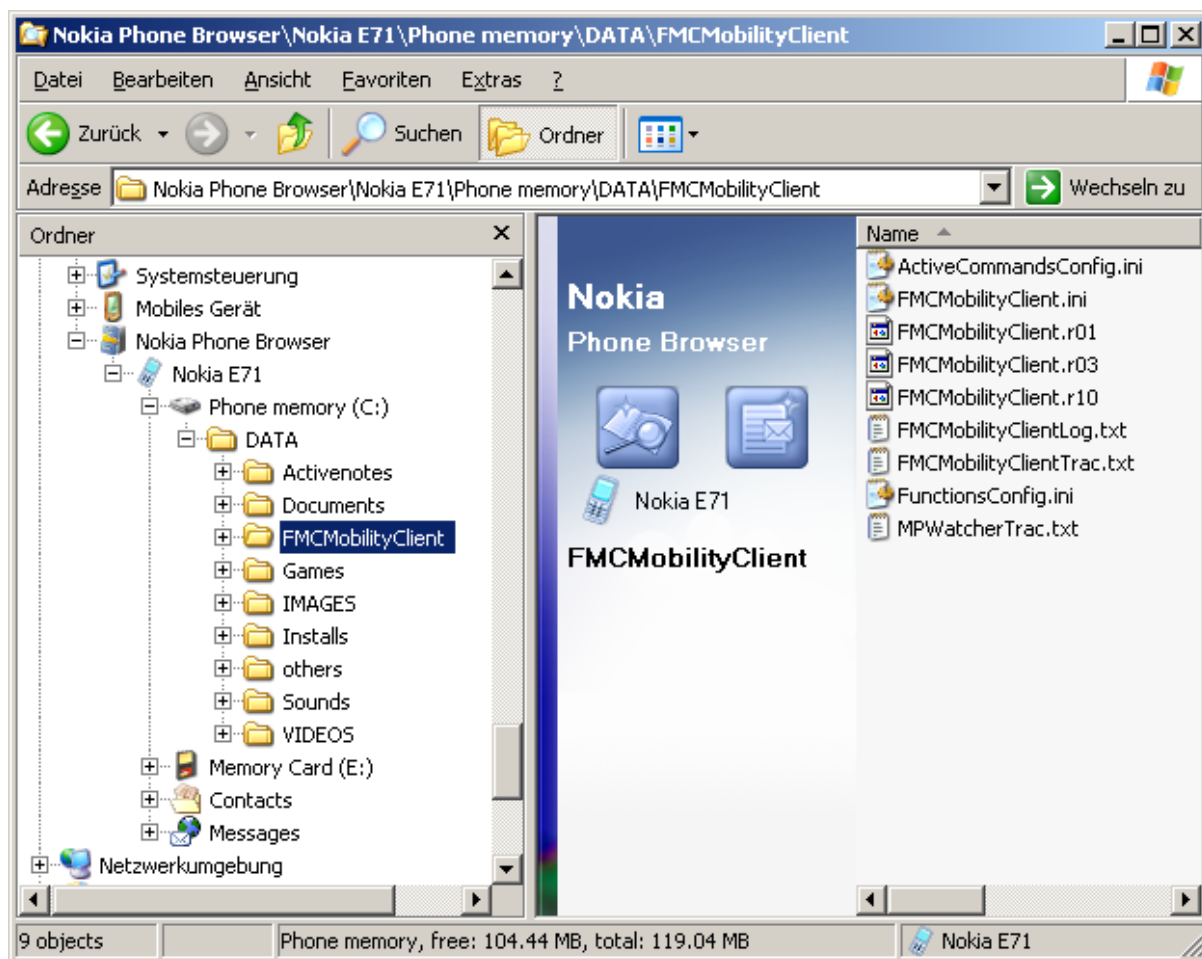 Nokia Phone Browser\Nokia E71\Phone memory\DATA\FMCMobilityClient
Datei Bearbeiten Ansicht Favoriten Extras ?
Zurück Suchen Ordner
Adresse Nokia Phone Browser\Nokia E71\Phone memory\DATA\FMCMobilityClient Wechseln zu
Ordner
Systemsteuerung
Mobiles Gerät
Nokia Phone Browser
Nokia E71
Phone memory (C:)
DATA
Activenotes
Documents
FMCMobilityClient
Games
IMAGES
Installs
others
Sounds
VIDEOS
Memory Card (E:)
Contacts
Messages
Netzwerkumgebung
Nokia
Phone Browser
Nokia E71
FMCMobilityClient
Name
ActiveCommandsConfig.ini
FMCMobilityClient.ini
FMCMobilityClient.r01
FMCMobilityClient.r03
FMCMobilityClient.r10
FMCMobilityClientLog.txt
FMCMobilityClientTrac.txt
FunctionsConfig.ini
MPWatcherTrac.txt
9 objects Phone memory, free: 104.44 MB, total: 119.04 MB Nokia E71